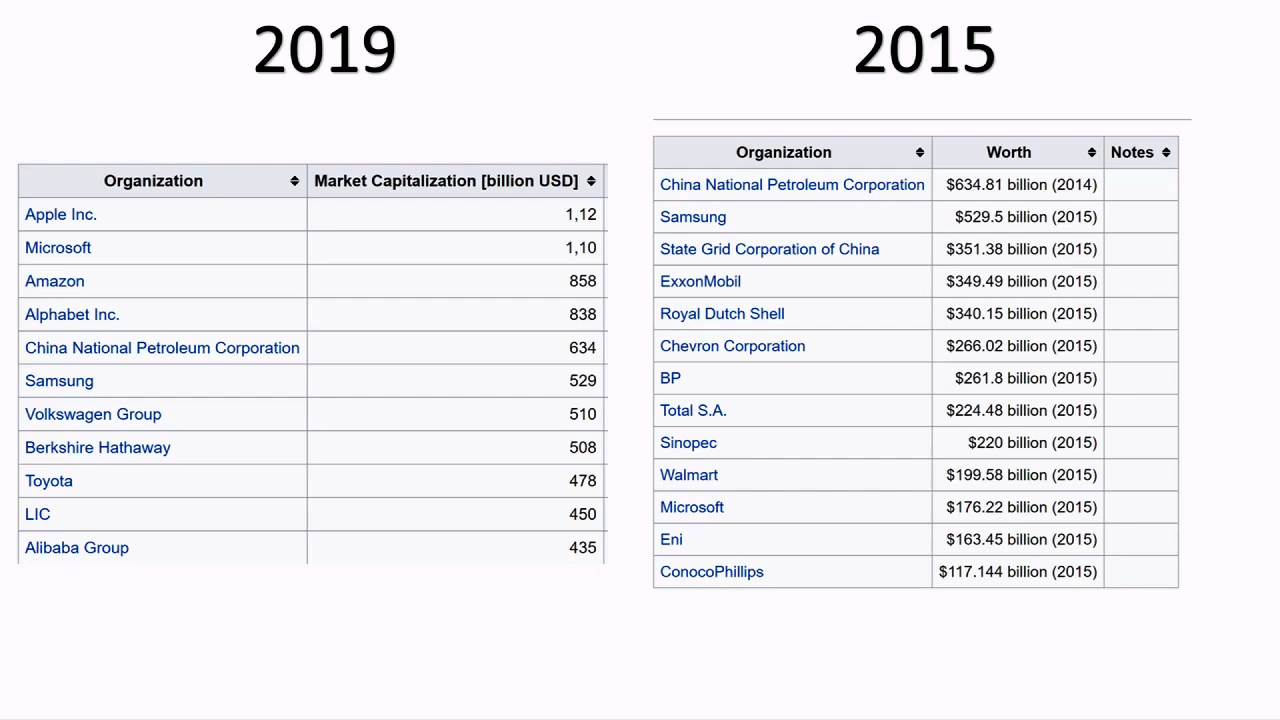 2019
Organization Market Capitalization [billion USD]
Apple Inc. 1,12
Microsoft 1,10
Amazon 858
Alphabet Inc. 838
China National Petroleum Corporation 634
Samsung 529
Volkswagen Group 510
Berkshire Hathaway 508
Toyota 478
LIC 450
Alibaba Group 435
2015
Organization Worth Notes
China National Petroleum Corporation $634.81 billion (2014)
Samsung $529.5 billion (2015)
State Grid Corporation of China $351.38 billion (2015)
ExxonMobil $349.49 billion (2015)
Royal Dutch Shell $340.15 billion (2015)
Chevron Corporation $266.02 billion (2015)
BP $261.8 billion (2015)
Total S.A. $224.48 billion (2015)
Sinopec $220 billion (2015)
Walmart $199.58 billion (2015)
Microsoft $176.22 billion (2015)
Eni $163.45 billion (2015)
ConocoPhillips $117.144 billion (2015)